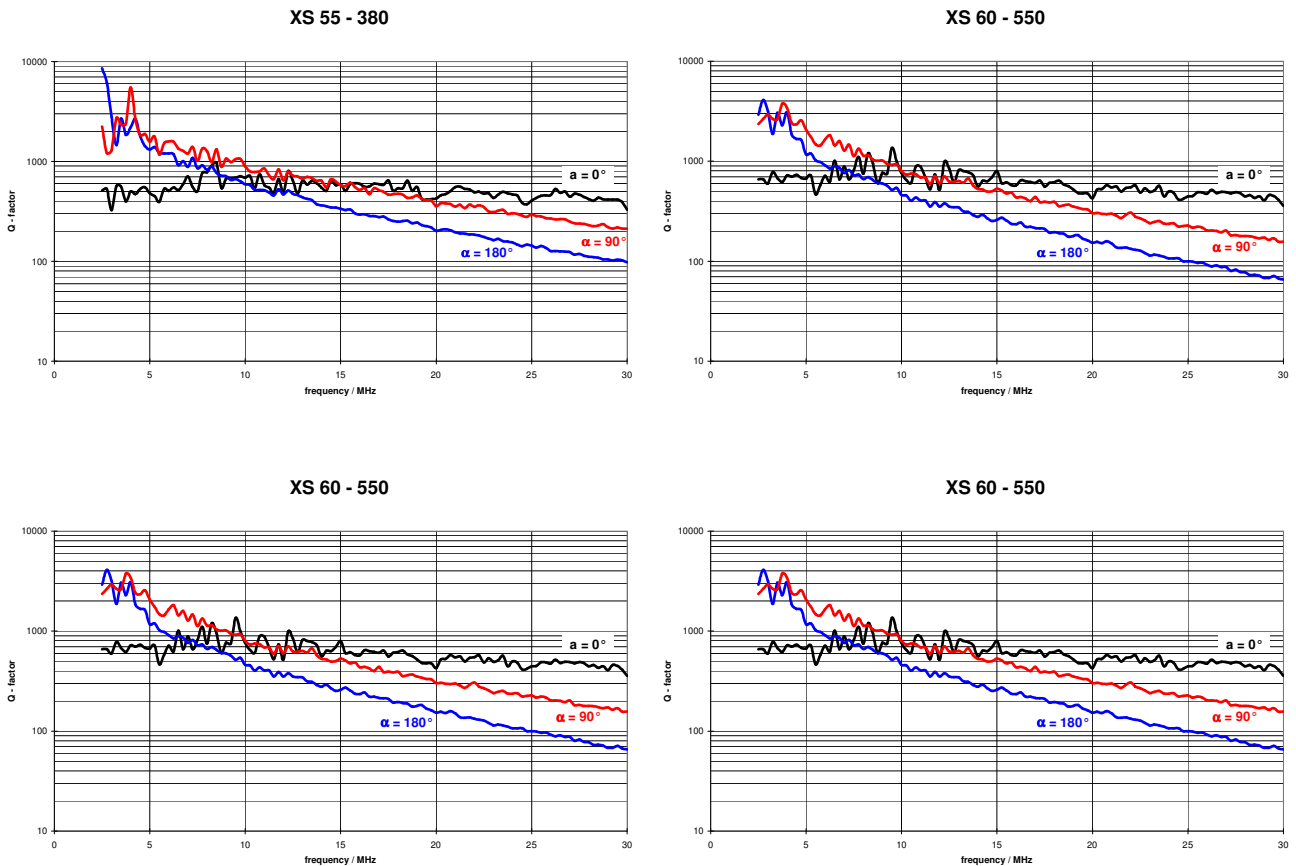 XS 55 - 380
10000
1000
100
10
Q - factor
0 5 10 15 20 25 30
frequency / MHz
a = 0°
α = 90°
α = 180°
XS 60 - 550
10000
1000
100
10
Q - factor
0 5 10 15 20 25 30
frequency / MHz
a = 0°
α = 90°
α = 180°
XS 60 - 550
10000
1000
100
10
Q - factor
0 5 10 15 20 25 30
frequency / MHz
a = 0°
α = 90°
α = 180°
XS 60 - 550
10000
1000
100
10
Q - factor
0 5 10 15 20 25 30
frequency / MHz
a = 0°
α = 90°
α = 180°